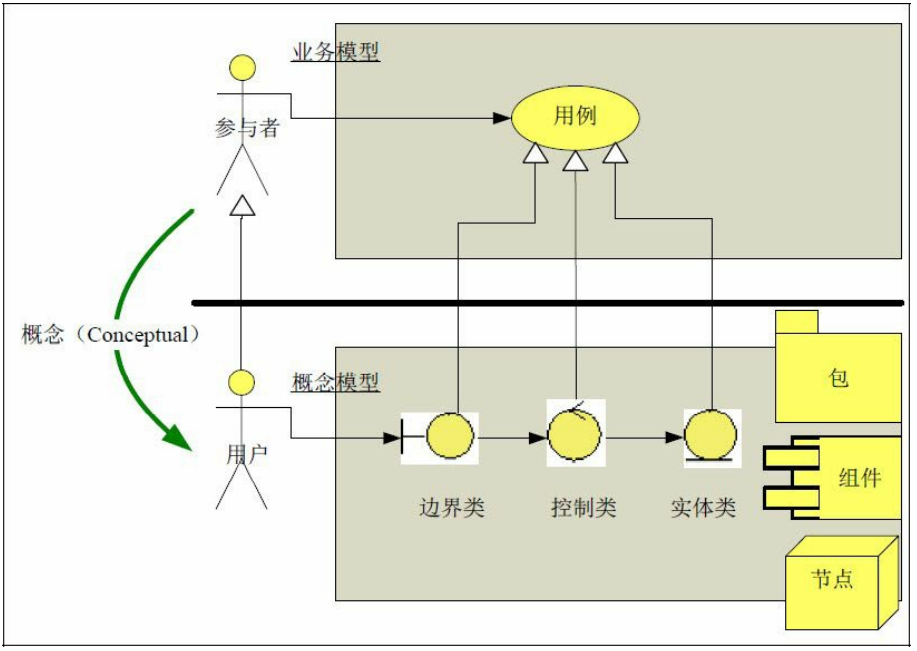 业务模型
参与者
用例
概念（Conceptual）
概念模型
用户
边界类
控制类
实体类
包
组件
节点